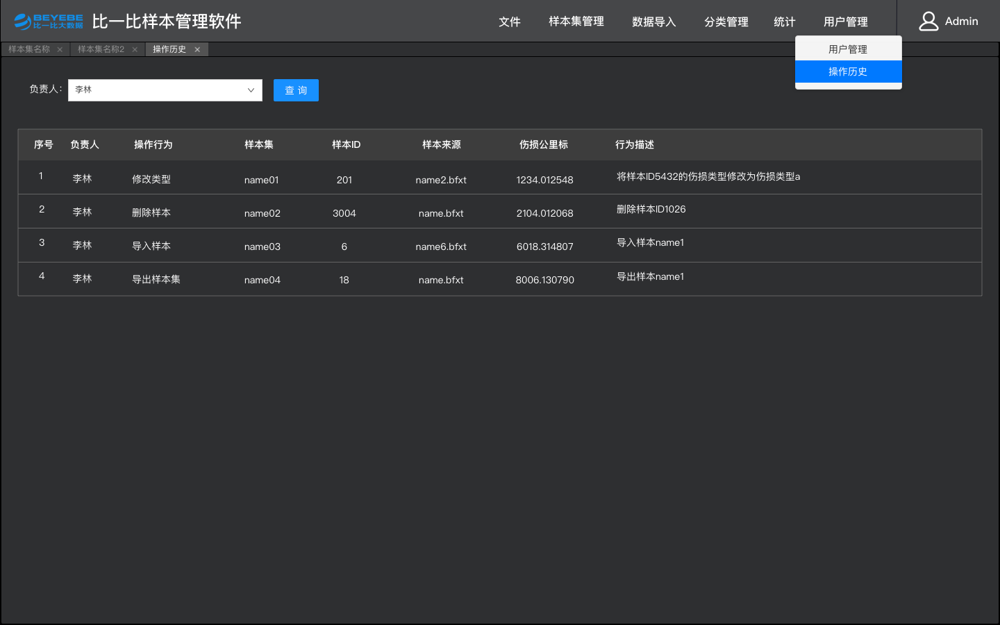 BEYEBE
比一比大数据
比一比样本管理软件
文件 样本集管理 数据导入 分类管理 统计 用户管理 Admin
样本集名称 × 样本集名称2 × 操作历史 ×
用户管理
操作历史
负责人: 李林 查 询
序号 负责人 操作行为 样本集 样本ID 样本来源 伤损公里标 行为描述
1 李林 修改类型 name01 201 name2.bfxt 1234.012548 将样本ID5432的伤损类型修改为伤损类型a
2 李林 删除样本 name02 3004 name.bfxt 2104.012068 删除样本ID1026
3 李林 导入样本 name03 6 name6.bfxt 6018.314807 导入样本name1
4 李林 导出样本集 name04 18 name.bfxt 8006.130790 导出样本name1